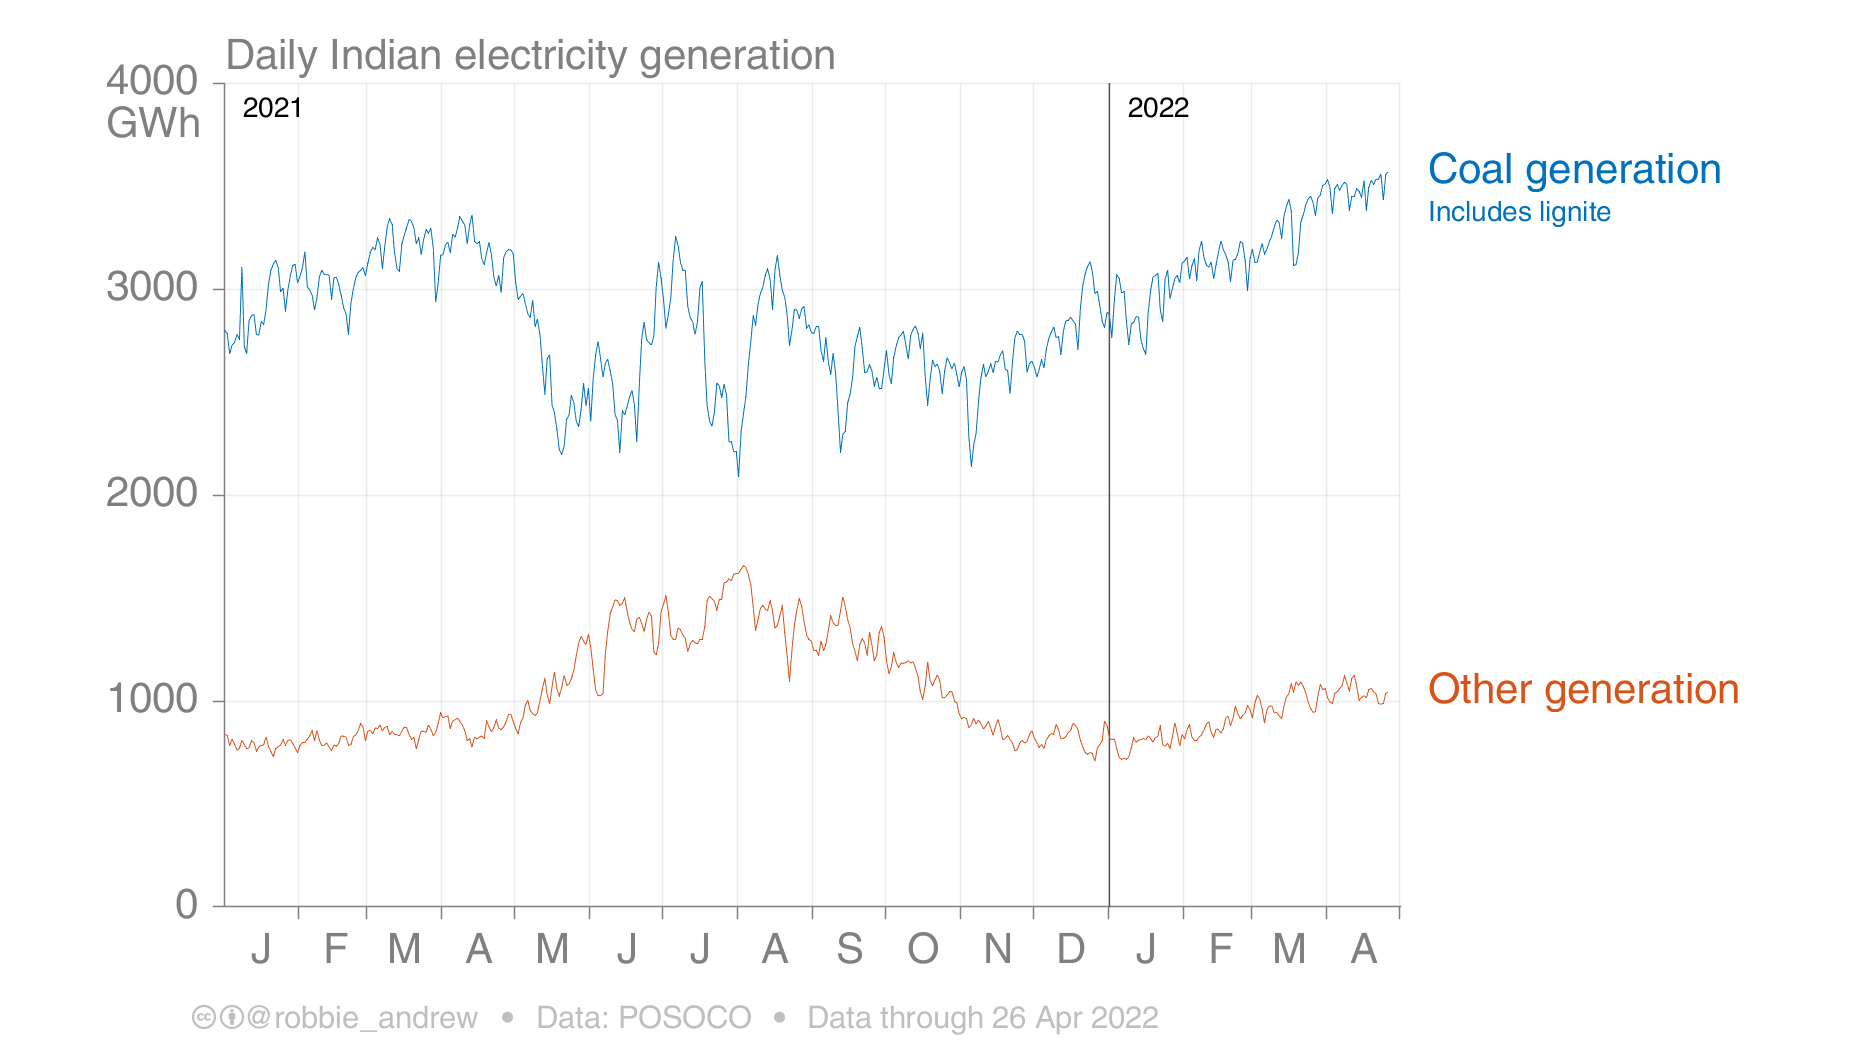 Daily Indian electricity generation
4000
GWh
2021
2022
Coal generation
Includes lignite
3000
2000
Other generation
1000
0
J F M A M J J A S O N D J F M A
cc @robbie_andrew • Data: POSOCO • Data through 26 Apr 2022